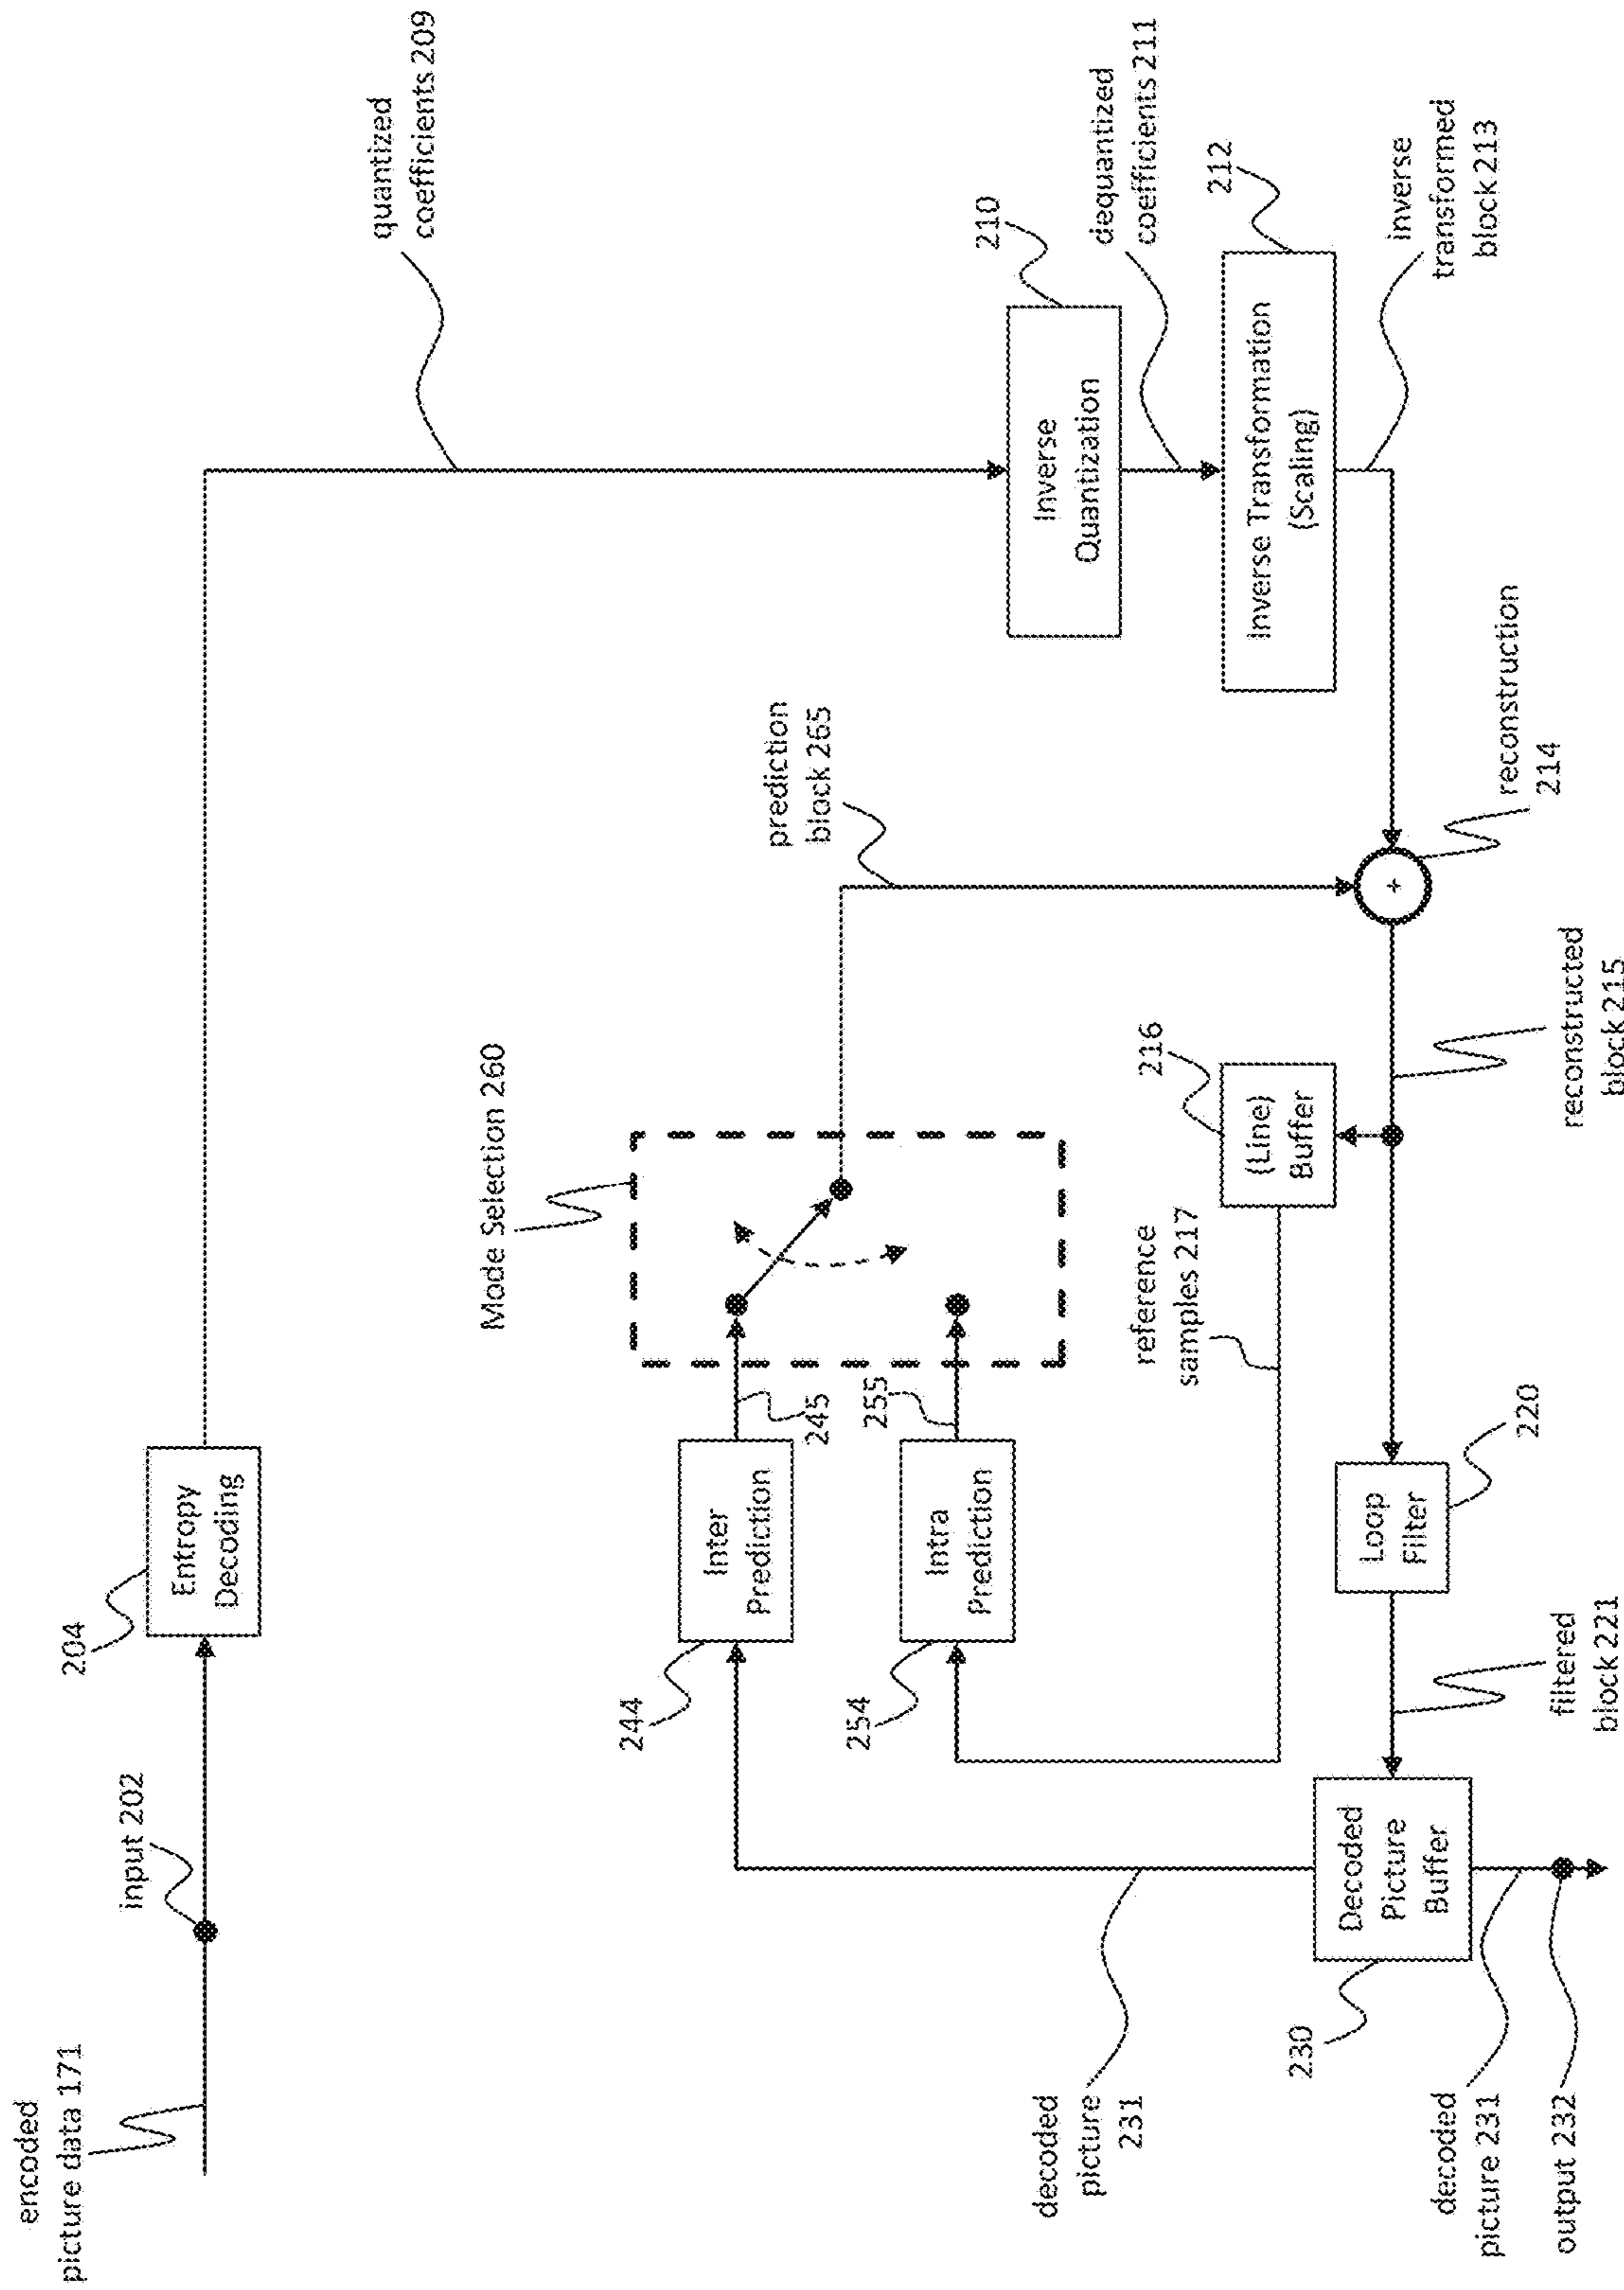 encoded
picture data 171
input 202
204
Entropy
Decoding
quantized
coefficients 209
Mode Selection 260
244
Inter
Prediction
245
254
Intra
Prediction
255
prediction
block 265
210
Inverse
Quantization
dequantized
coefficients 211
212
Inverse Transformation
(Scaling)
inverse
transformed
block 213
reference
samples 217
216
(Line)
Buffer
decoded
picture
231
230
Decoded
Picture
Buffer
Loop
Filter
220
+
reconstruction
214
reconstructed
block 215
filtered
block 221
decoded
picture 231
output 232